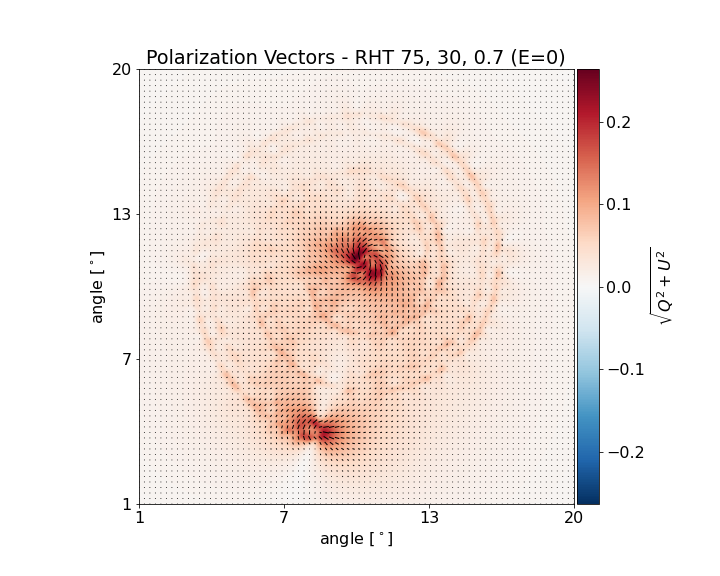 Polarization Vectors - RHT 75, 30, 0.7 (E=0)
20
13
7
1
1 7 13 20
angle [°]
angle [°]
0.2
0.1
0.0
−0.1
−0.2
√Q² + U²